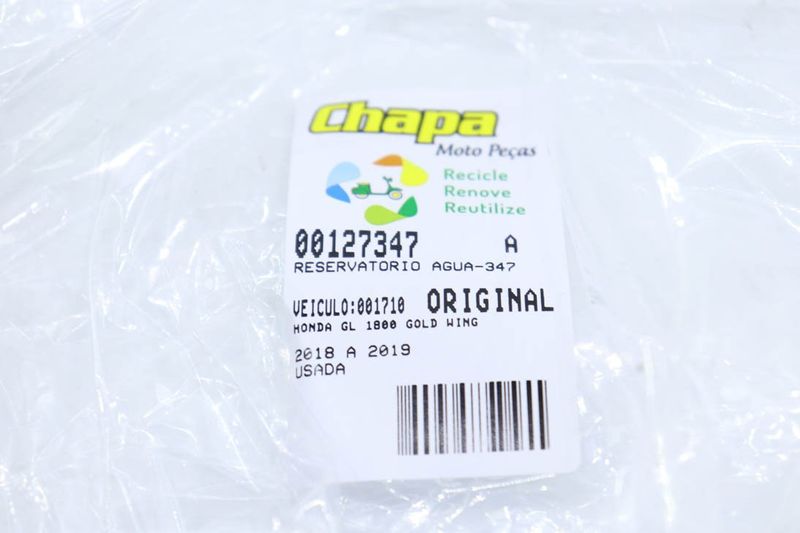 Chapa
Moto Peças
Recicle
Renove
Reutilize
00127347 A
RESERVATORIO AGUA-347
VEICULO:001710 ORIGINAL
HONDA GL 1800 GOLD WING
2018 A 2019
USADA